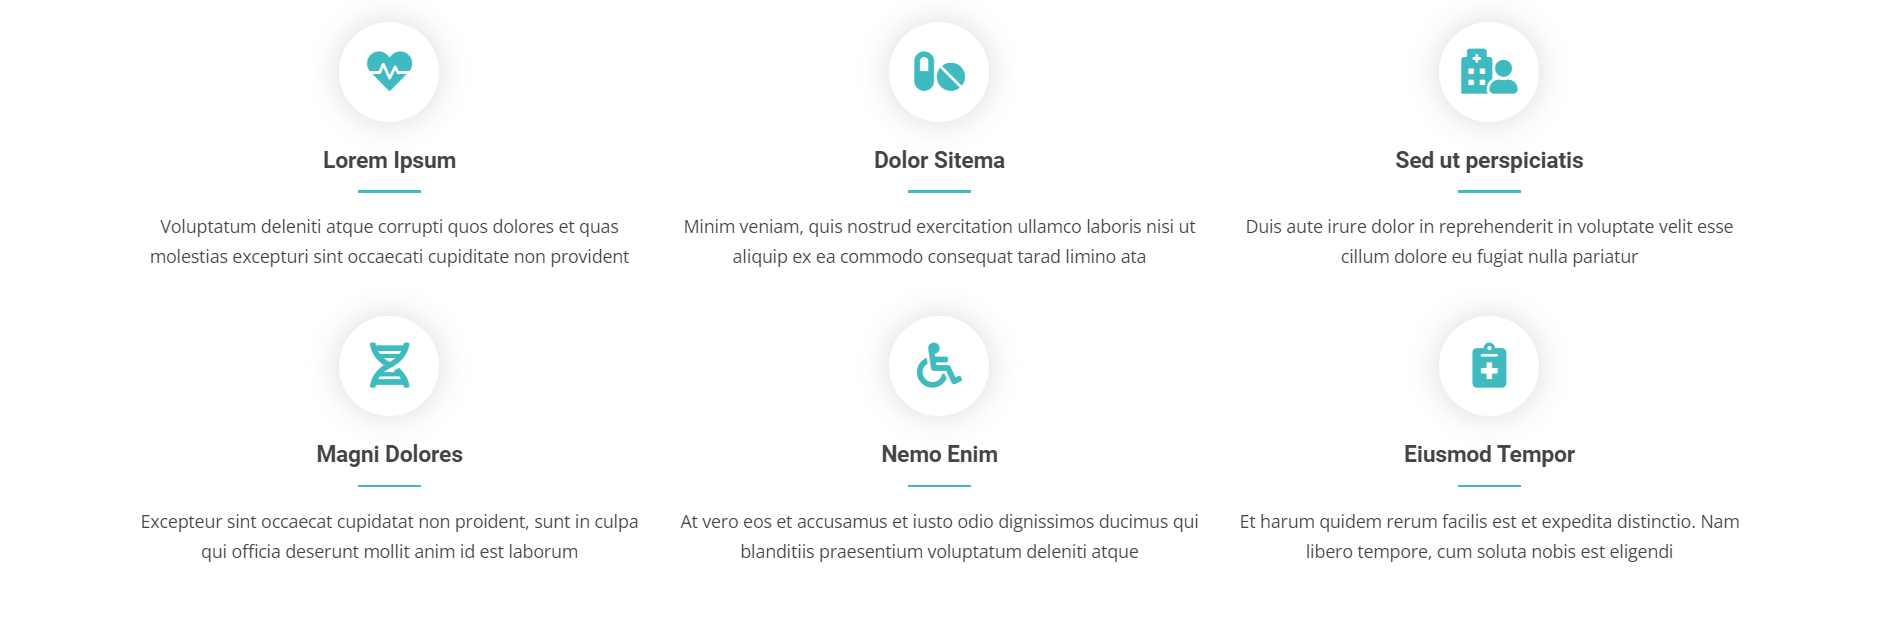 Lorem Ipsum
Voluptatum deleniti atque corrupti quos dolores et quas
molestias excepturi sint occaecati cupiditate non provident
Dolor Sitema
Minim veniam, quis nostrud exercitation ullamco laboris nisi ut
aliquip ex ea commodo consequat tarad limino ata
Sed ut perspiciatis
Duis aute irure dolor in reprehenderit in voluptate velit esse
cillum dolore eu fugiat nulla pariatur
Magni Dolores
Excepteur sint occaecat cupidatat non proident, sunt in culpa
qui officia deserunt mollit anim id est laborum
Nemo Enim
At vero eos et accusamus et iusto odio dignissimos ducimus qui
blanditiis praesentium voluptatum deleniti atque
Eiusmod Tempor
Et harum quidem rerum facilis est et expedita distinctio. Nam
libero tempore, cum soluta nobis est eligendi